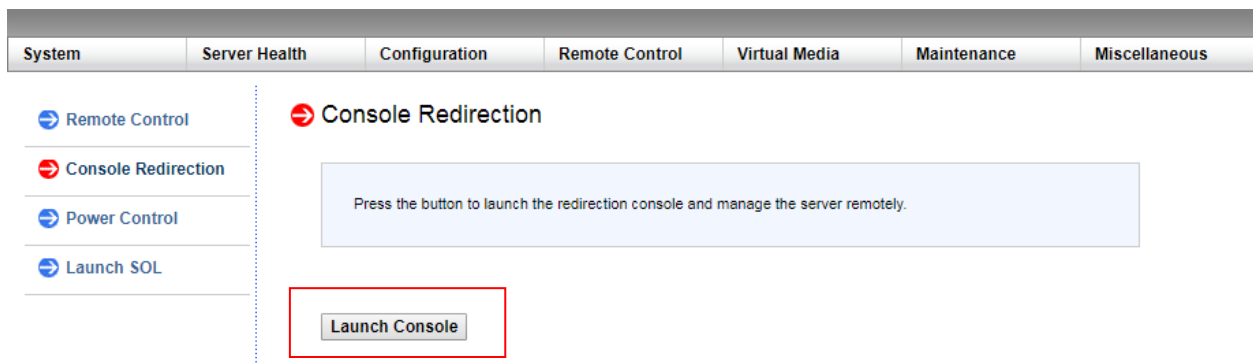 System Server Health Configuration Remote Control Virtual Media Maintenance Miscellaneous
Remote Control
Console Redirection
Power Control
Launch SOL
Console Redirection
Press the button to launch the redirection console and manage the server remotely.
Launch Console